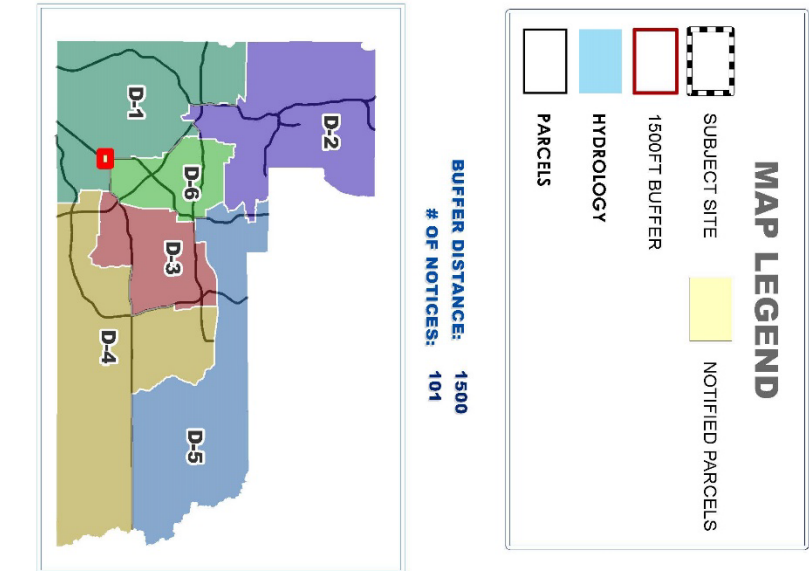 MAP LEGEND
SUBJECT SITE
NOTIFIED PARCELS
1500FT BUFFER
HYDROLOGY
PARCELS
BUFFER DISTANCE: 1500
# OF NOTICES: 101
D-2
D-1
D-6
D-3
D-5
D-4